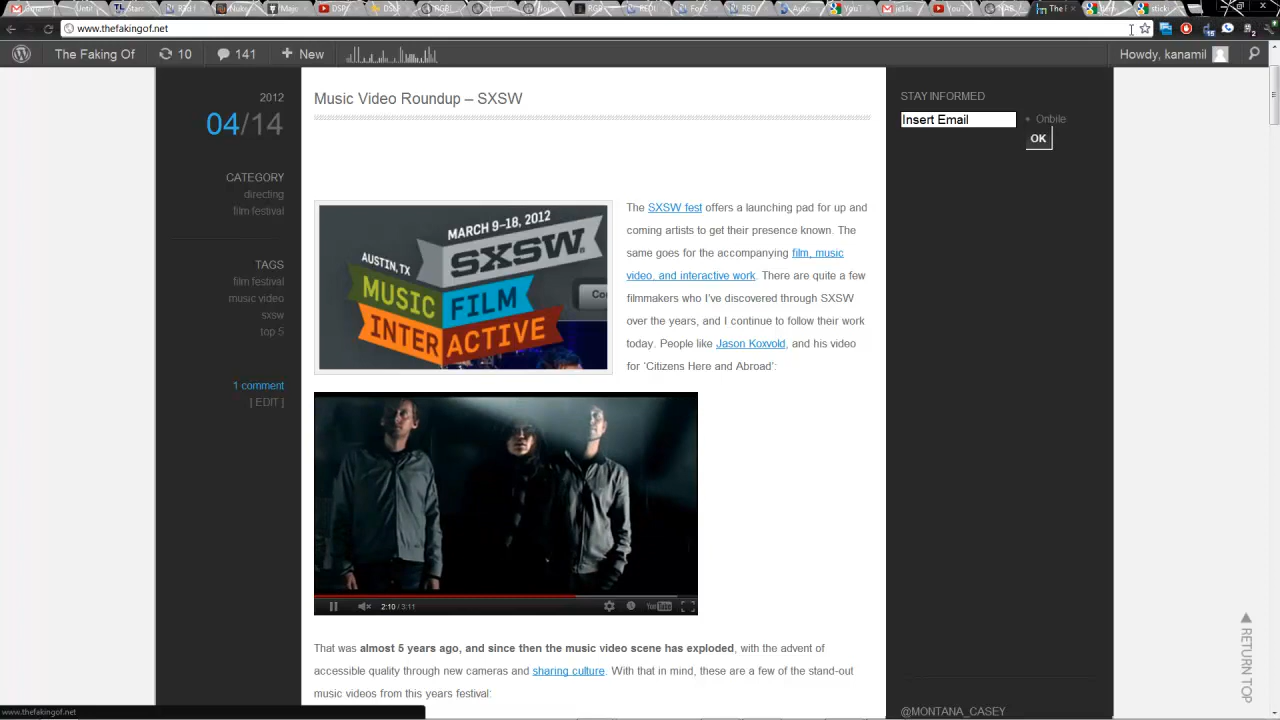 www.thefakingof.net
The Faking Of
10
141
New
Howdy, kanamil
2012
04/14
CATEGORY
directing
film festival
TAGS
film festival
music video
sxsw
top 5
1 comment
[ EDIT ]
Music Video Roundup – SXSW
MARCH 9-18, 2012
AUSTIN, TX
SXSW
MUSIC FILM
INTERACTIVE
The SXSW fest offers a launching pad for up and
coming artists to get their presence known. The
same goes for the accompanying film, music
video, and interactive work. There are quite a few
filmmakers who I've discovered through SXSW
over the years, and I continue to follow their work
today. People like Jason Koxvold, and his video
for 'Citizens Here and Abroad':
2:10 / 3:11
YouTube
That was almost 5 years ago, and since then the music video scene has exploded, with the advent of
accessible quality through new cameras and sharing culture. With that in mind, these are a few of the stand-out
music videos from this years festival:
STAY INFORMED
Insert Email
Onbile
OK
RETURN TOP
@MONTANA_CASEY
www.thefakingof.net